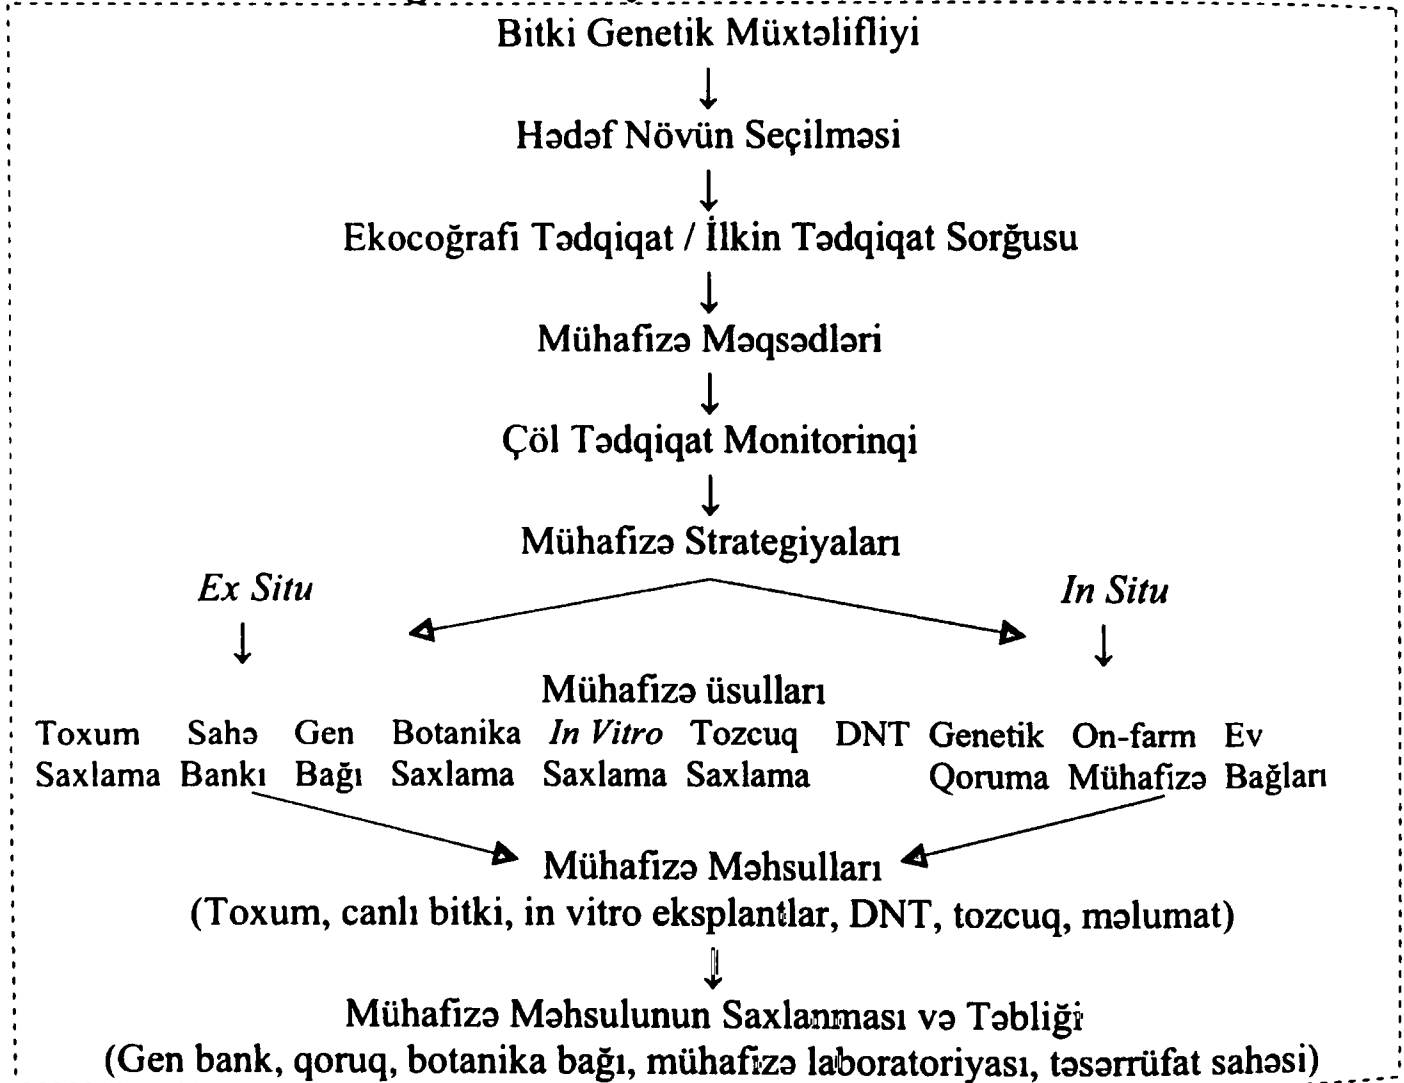 Bitki Genetik Müxtəlifliyi
↓
Hədəf Növün Seçilməsi
↓
Ekocoğrafi Tədqiqat / İlkin Tədqiqat Sorğusu
↓
Mühafizə Məqsədləri
↓
Çöl Tədqiqat Monitorinqi
↓
Mühafizə Strategiyaları
Ex Situ In Situ
↓ ↓
Mühafizə üsulları
Toxum Sahə Gen Botanika In Vitro Tozcuq DNT Genetik On-farm Ev
Saxlama Bankı Bağı Saxlama Saxlama Saxlama Qoruma Mühafizə Bağları
Mühafizə Məhsulları
(Toxum, canlı bitki, in vitro eksplantlar, DNT, tozcuq, məlumat)
⇓
Mühafizə Məhsulunun Saxlanması və Təbliği
(Gen bank, qoruq, botanika bağı, mühafizə laboratoriyası, təsərrüfat sahəsi)